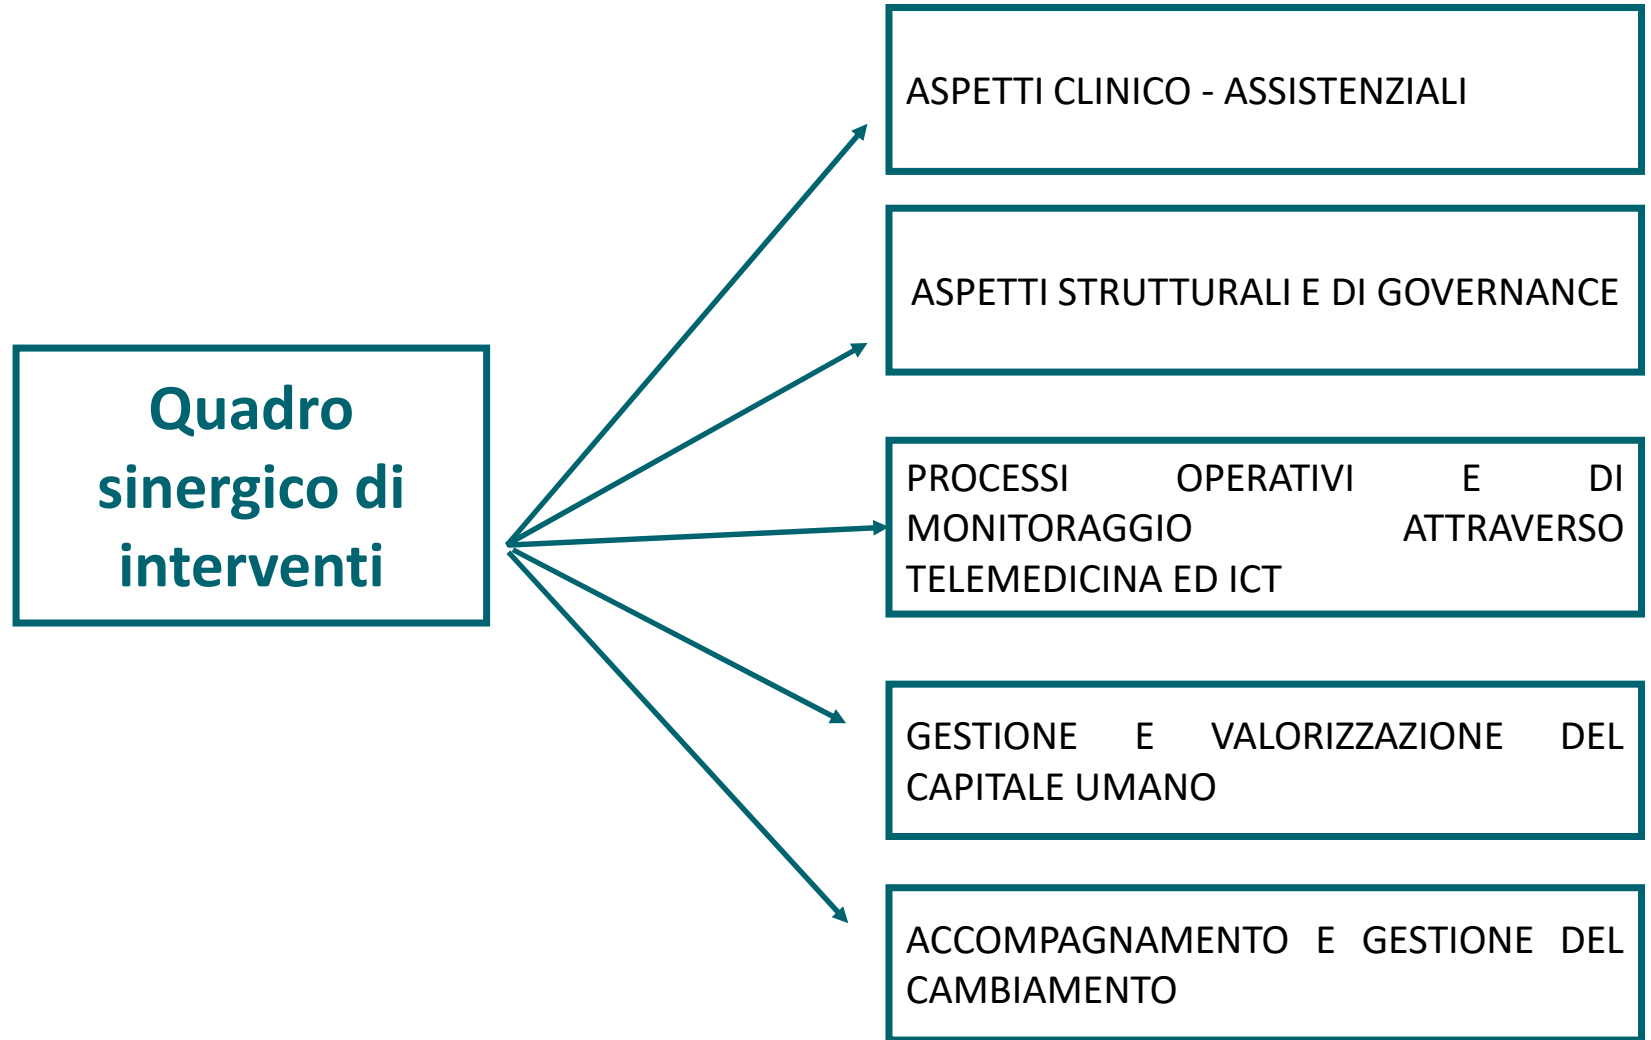 Quadro
sinergico di
interventi
ASPETTI CLINICO - ASSISTENZIALI
ASPETTI STRUTTURALI E DI GOVERNANCE
PROCESSI OPERATIVI E DI
MONITORAGGIO ATTRAVERSO
TELEMEDICINA ED ICT
GESTIONE E VALORIZZAZIONE DEL
CAPITALE UMANO
ACCOMPAGNAMENTO E GESTIONE DEL
CAMBIAMENTO